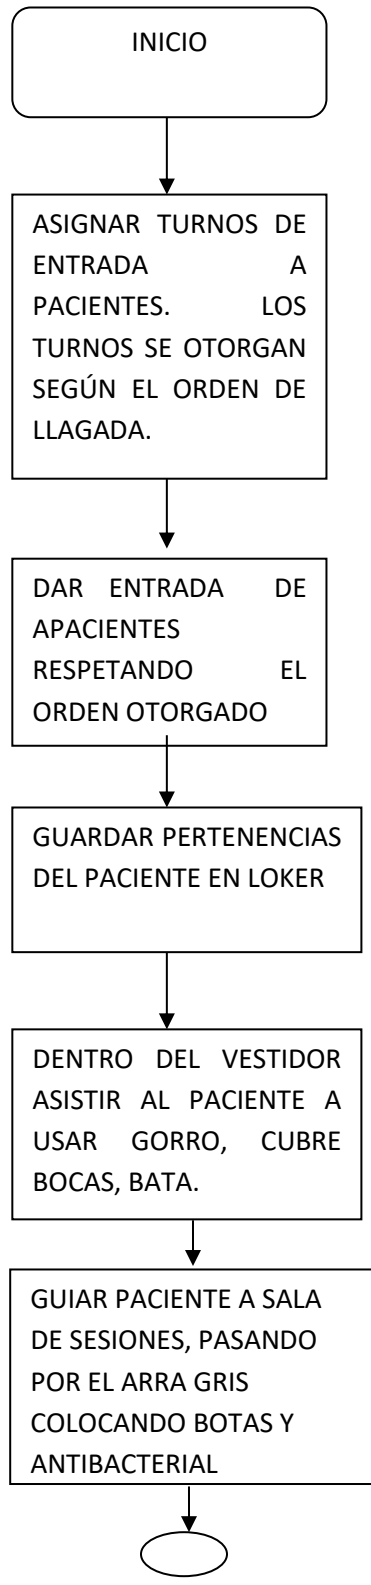 INICIO
ASIGNAR TURNOS DE
ENTRADA A
PACIENTES. LOS
TURNOS SE OTORGAN
SEGÚN EL ORDEN DE
LLAGADA.
DAR ENTRADA DE
APACIENTES
RESPETANDO EL
ORDEN OTORGADO
GUARDAR PERTENENCIAS
DEL PACIENTE EN LOKER
DENTRO DEL VESTIDOR
ASISTIR AL PACIENTE A
USAR GORRO, CUBRE
BOCAS, BATA.
GUIAR PACIENTE A SALA
DE SESIONES, PASANDO
POR EL ARRA GRIS
COLOCANDO BOTAS Y
ANTIBACTERIAL